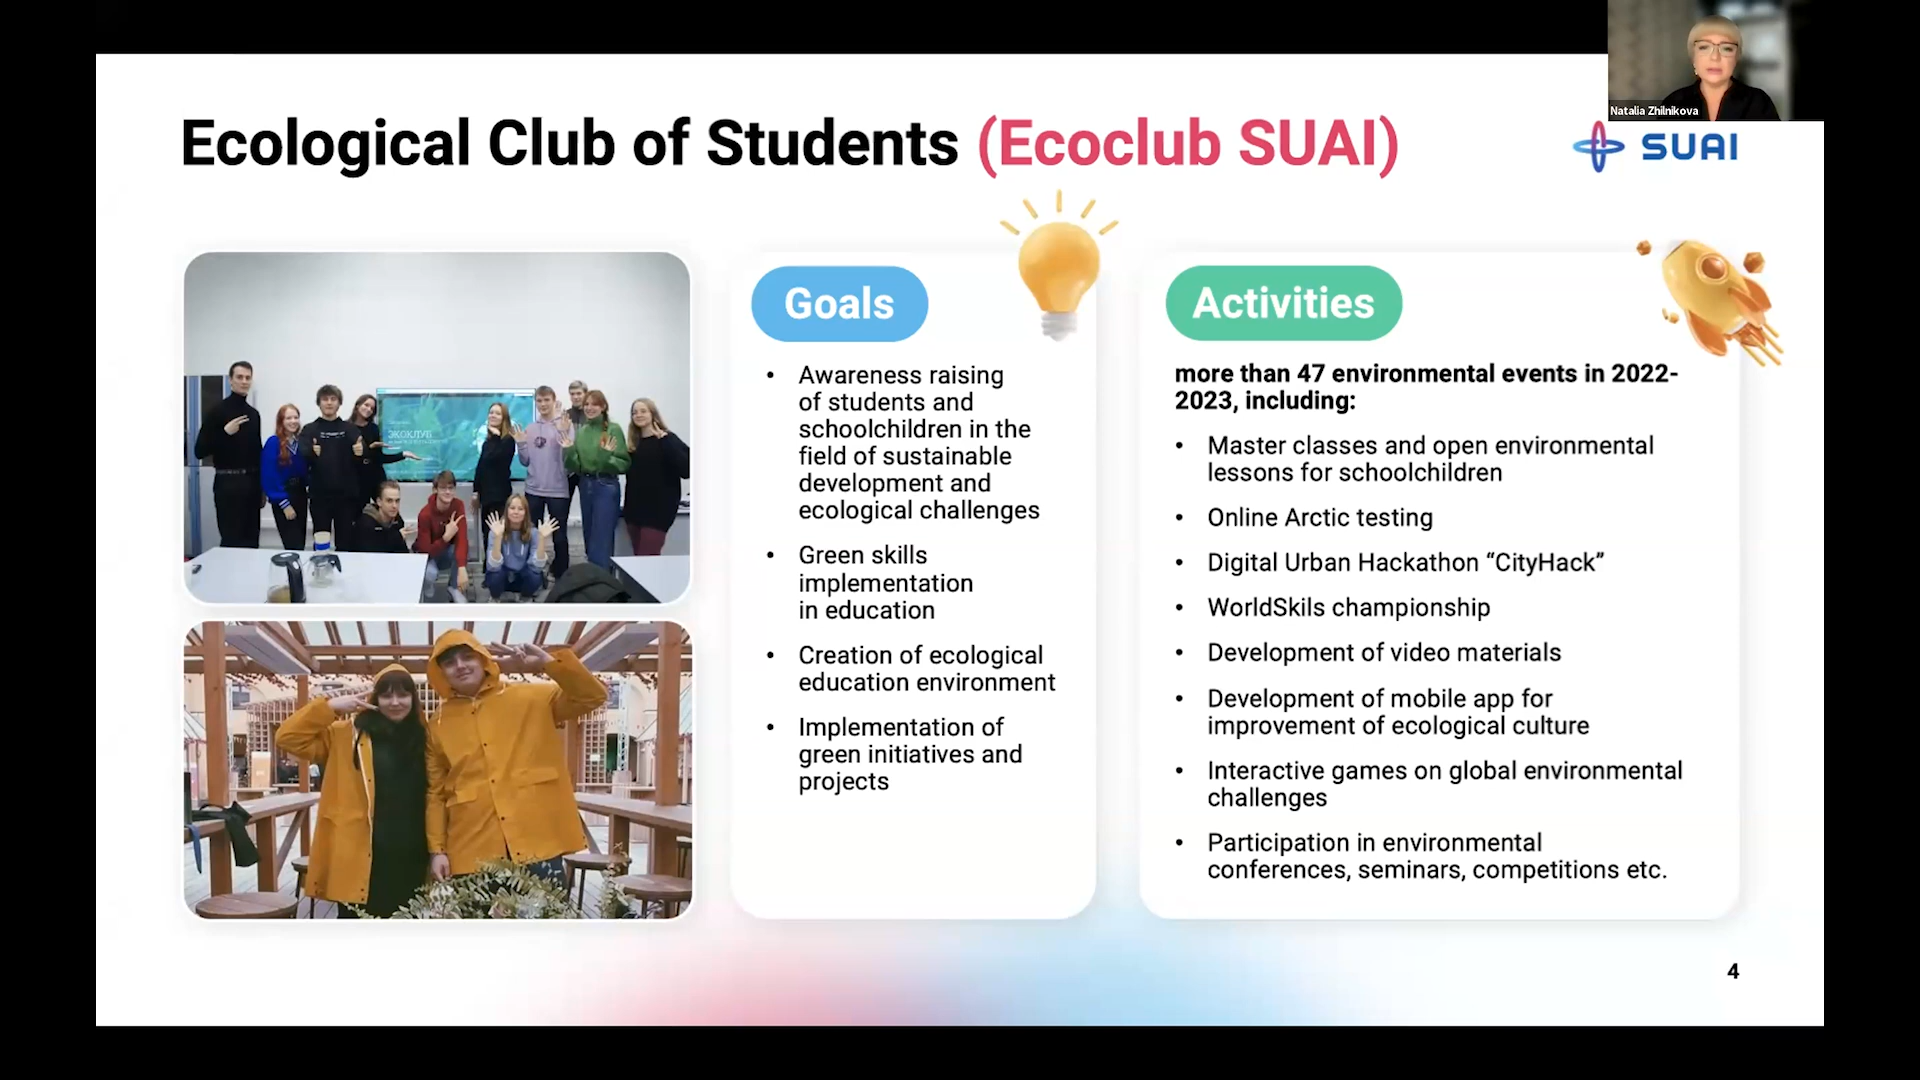 Natalia Zhilnikova
Ecological Club of Students (Ecoclub SUAI)
SUAI
ЭКОКЛУБ
Goals
• Awareness raising
of students and
schoolchildren in the
field of sustainable
development and
ecological challenges
• Green skills
implementation
in education
• Creation of ecological
education environment
• Implementation of
green initiatives and
projects
Activities
more than 47 environmental events in 2022-
2023, including:
• Master classes and open environmental
lessons for schoolchildren
• Online Arctic testing
• Digital Urban Hackathon “CityHack”
• WorldSkils championship
• Development of video materials
• Development of mobile app for
improvement of ecological culture
• Interactive games on global environmental
challenges
• Participation in environmental
conferences, seminars, competitions etc.
4